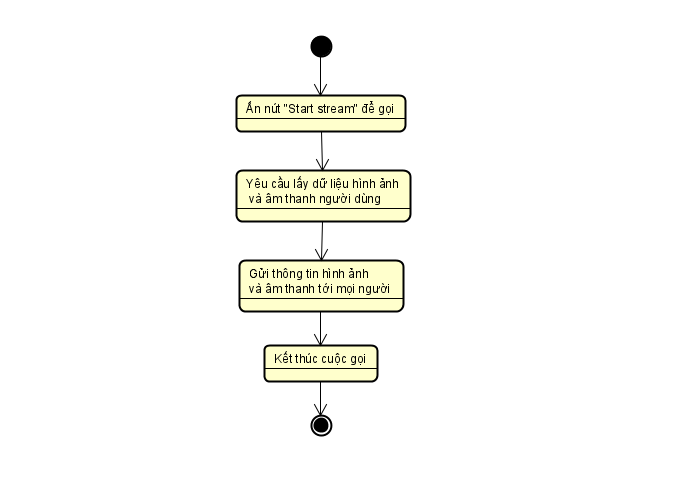 Ấn nút "Start stream" để gọi
Yêu cầu lấy dữ liệu hình ảnh
và âm thanh người dùng
Gửi thông tin hình ảnh
và âm thanh tới mọi người
Kết thúc cuộc gọi